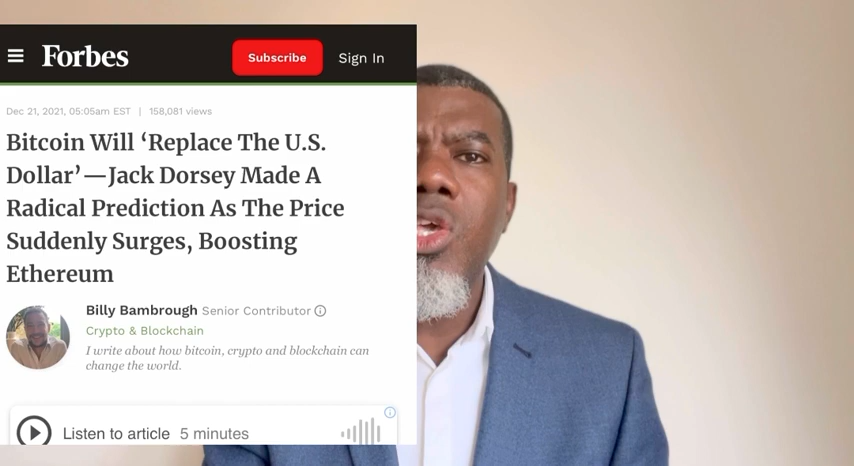 Forbes
Subscribe
Sign In
Dec 21, 2021, 05:05am EST | 158,081 views
Bitcoin Will ‘Replace The U.S.
Dollar’—Jack Dorsey Made A
Radical Prediction As The Price
Suddenly Surges, Boosting
Ethereum
Billy Bambrough Senior Contributor
Crypto & Blockchain
I write about how bitcoin, crypto and blockchain can
change the world.
Listen to article 5 minutes